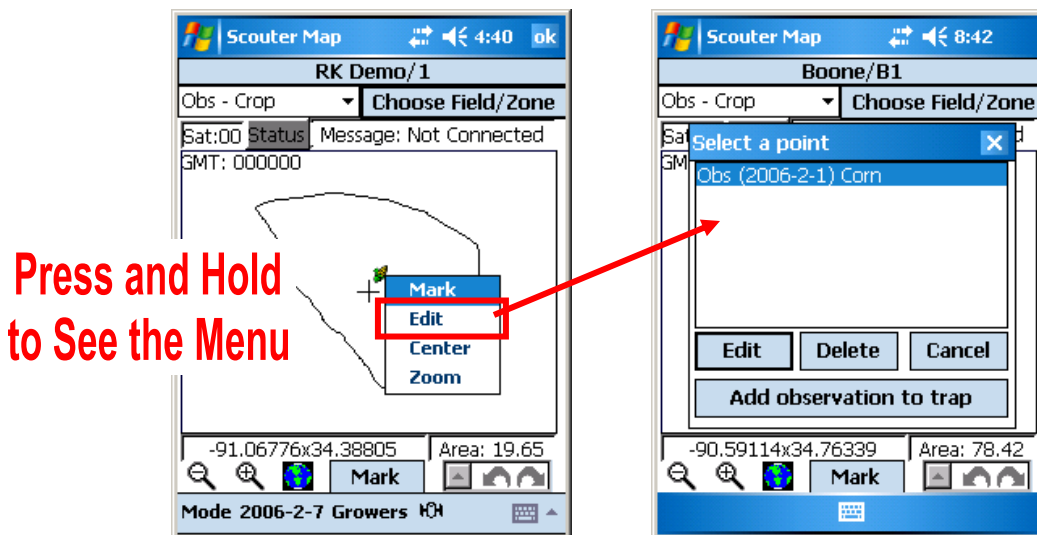 Scouter Map 4:40 ok
RK Demo/1
Obs - Crop Choose Field/Zone
Sat:00 Status Message: Not Connected
GMT: 000000
Mark
Edit
Center
Zoom
-91.06776x34.38805 Area: 19.65
Mark
Mode 2006-2-7 Growers
Press and Hold
to See the Menu
Scouter Map 8:42
Boone/B1
Obs - Crop Choose Field/Zone
Sa
GM
Select a point
Obs (2006-2-1) Corn
Edit Delete Cancel
Add observation to trap
-90.59114x34.76339 Area: 78.42
Mark